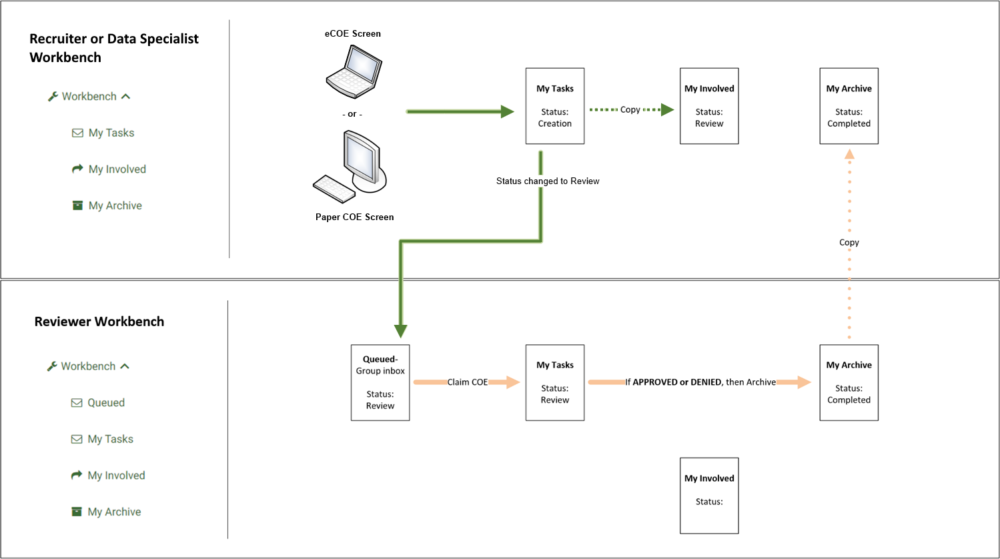 Recruiter or Data Specialist
Workbench
Workbench
My Tasks
My Involved
My Archive
eCOE Screen
- or -
Paper COE Screen
My Tasks
Status:
Creation
Copy
My Involved
Status:
Review
My Archive
Status:
Completed
Status changed to Review
Copy
Reviewer Workbench
Workbench
Queued
My Tasks
My Involved
My Archive
Queued-
Group inbox
Status:
Review
Claim COE
My Tasks
Status:
Review
If APPROVED or DENIED, then Archive
My Archive
Status:
Completed
My Involved
Status: